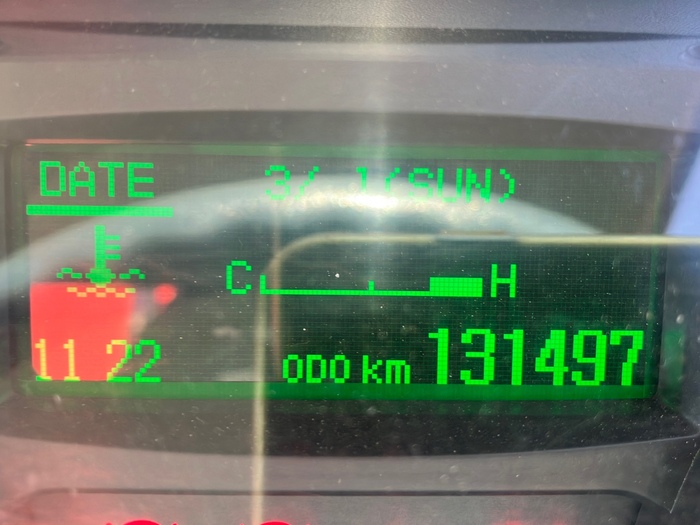 DATE 3/ 1(SUN)
C H
11 22 ODO km 131497